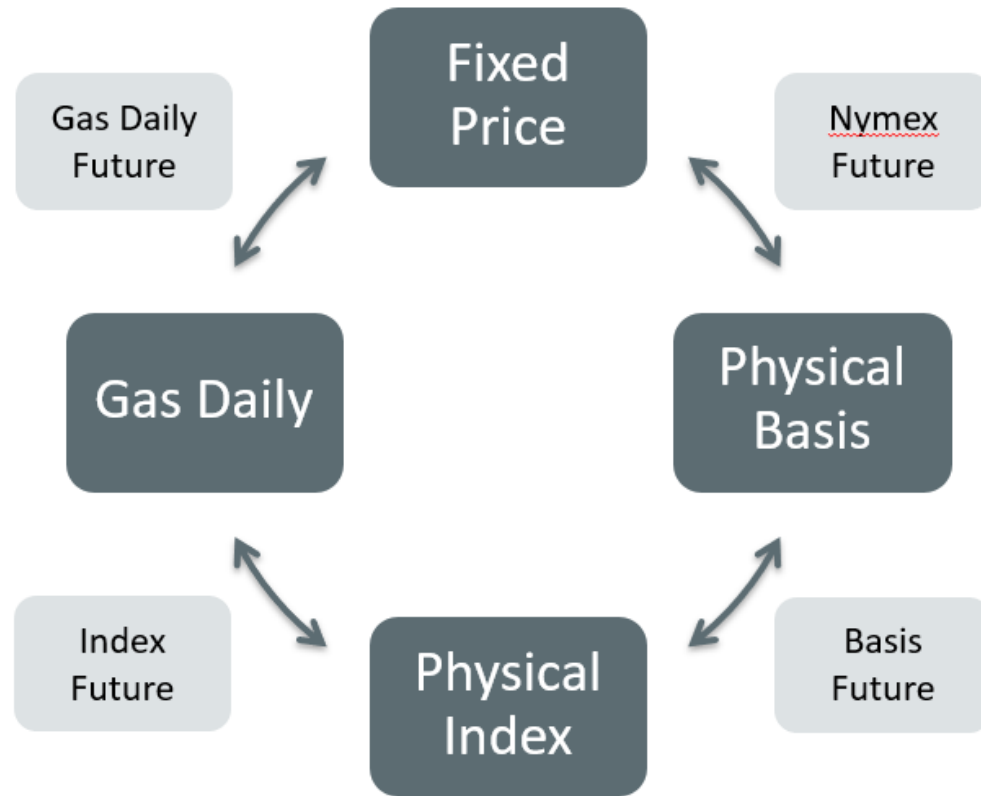 Fixed
Price
Gas Daily
Future
Nymex
Future
Gas Daily
Physical
Basis
Index
Future
Basis
Future
Physical
Index